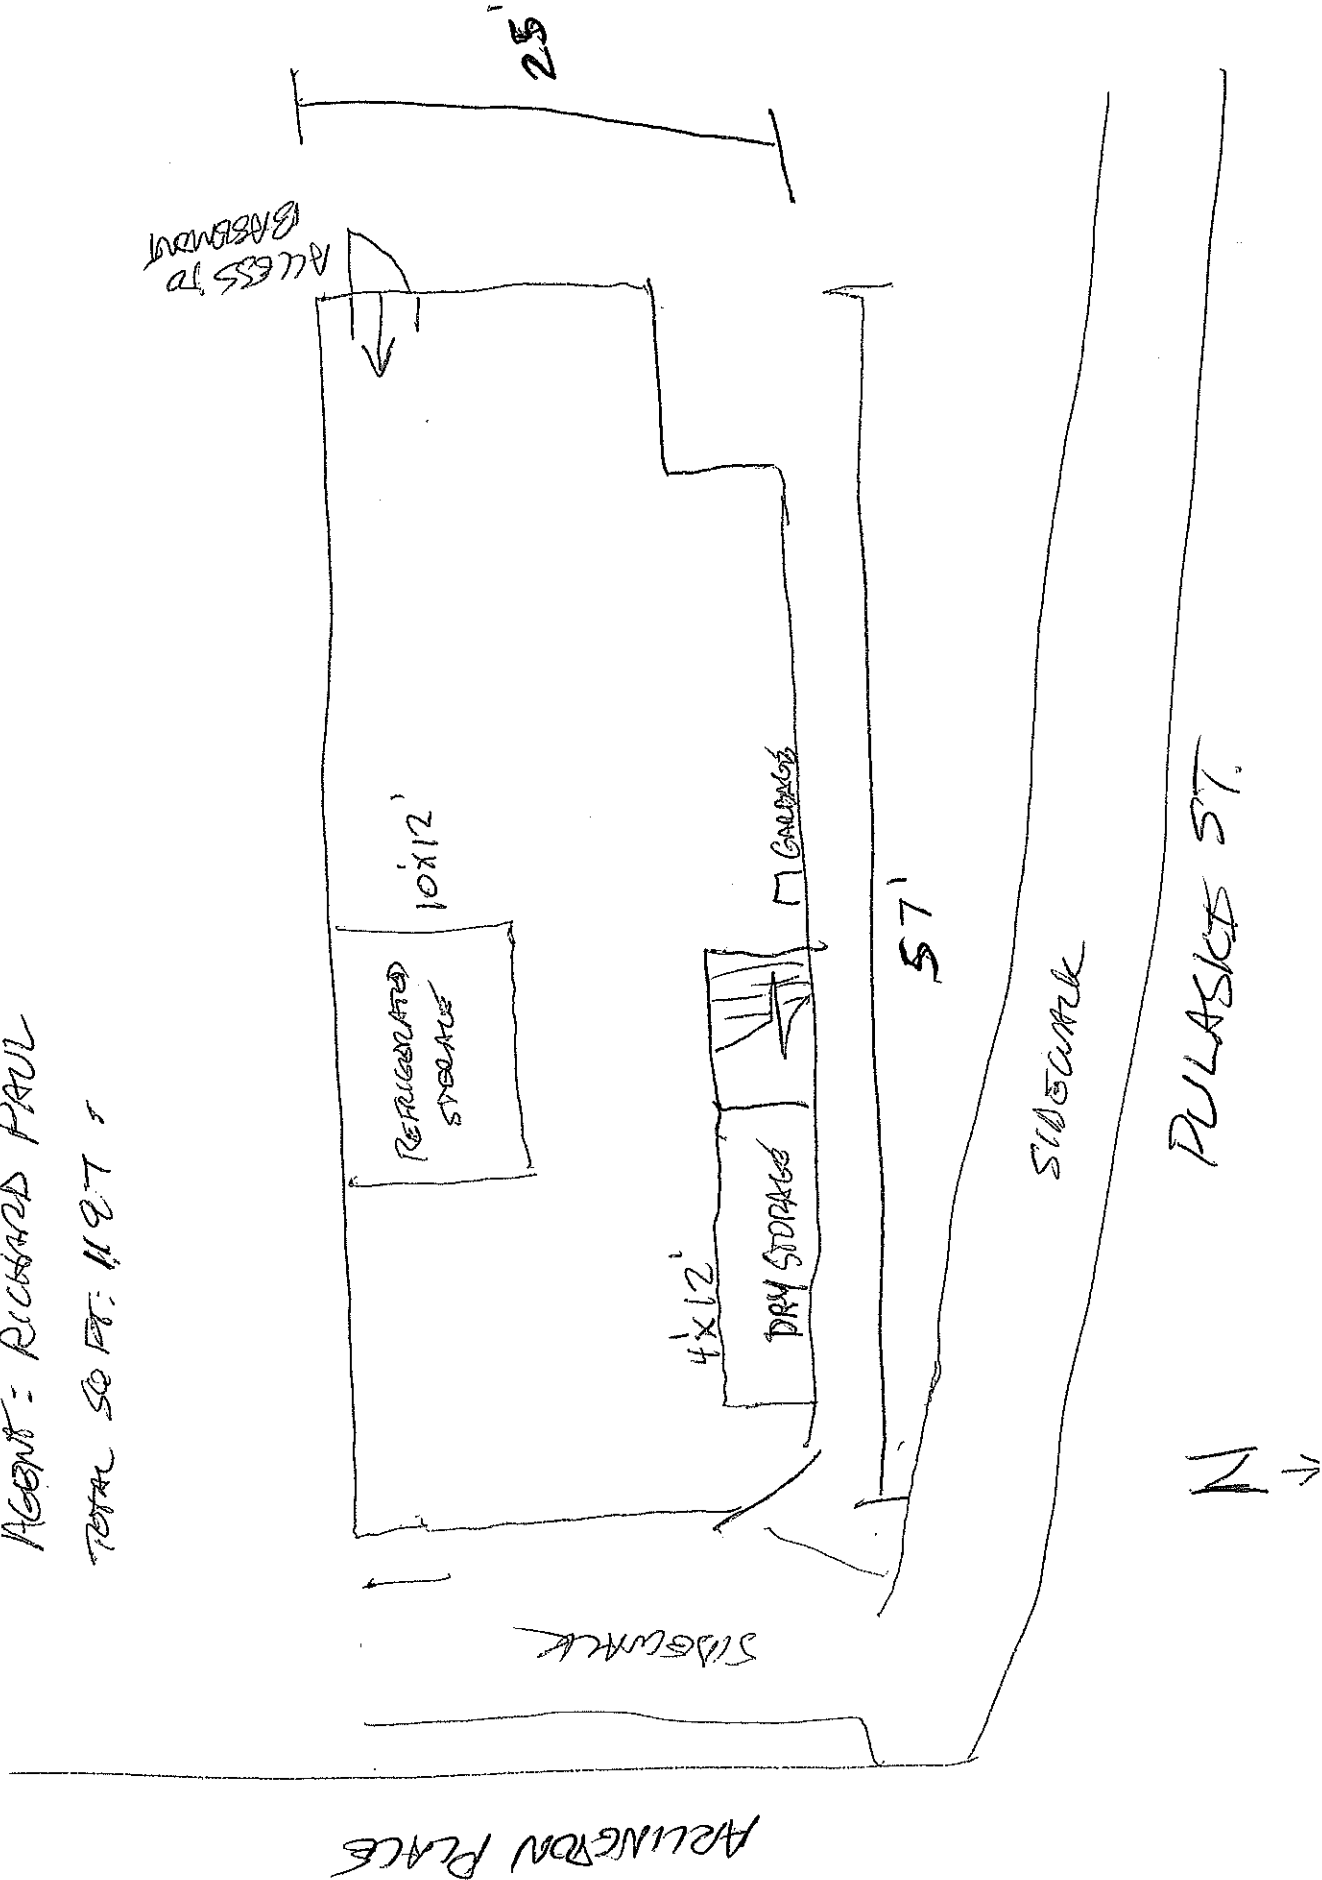 AGENT: RICHARD PAUL
TOTAL SQ FT: 1197
ACCESS TO
BASEMENT
25'
REFRIGERATED
STORAGE
10'x12'
4'x12'
DRY STORAGE
GARBAGE
57'
SIDEWALK
SIDEWALK
ARLINGTON PLACE
PULASKI ST.
N